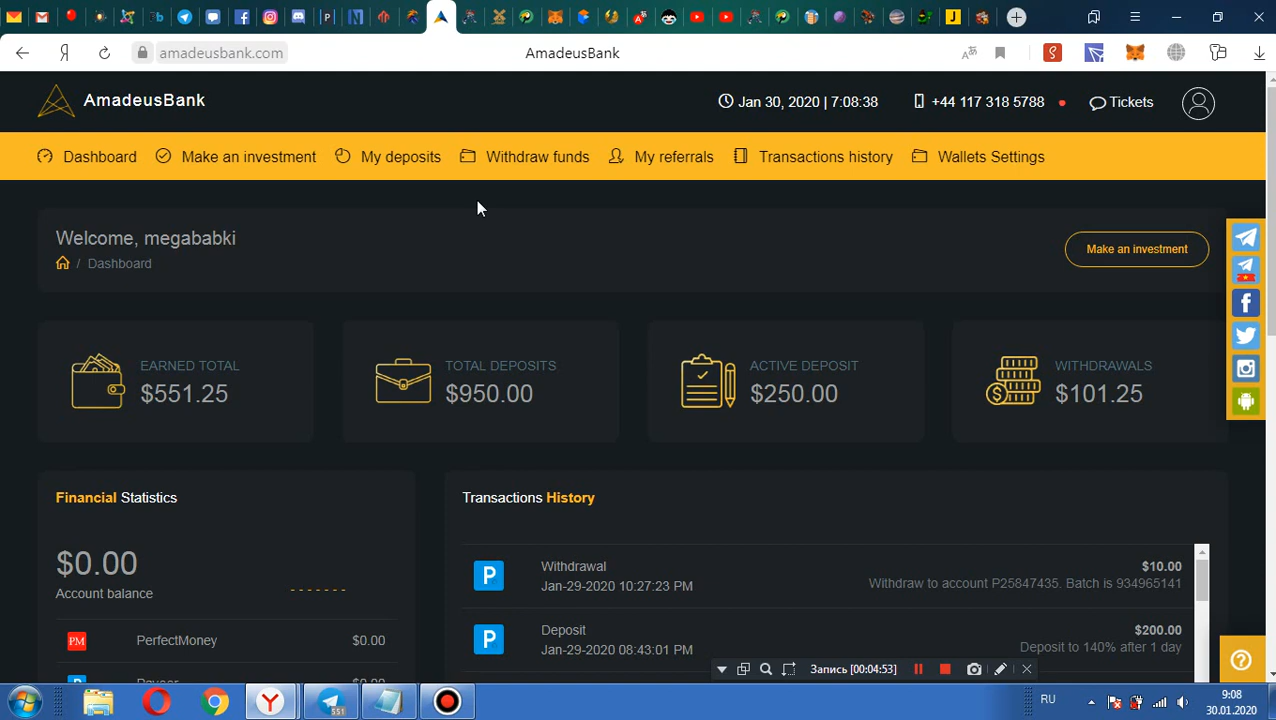 amadeusbank.com
AmadeusBank
AmadeusBank
Jan 30, 2020 | 7:08:38
+44 117 318 5788
Tickets
Dashboard
Make an investment
My deposits
Withdraw funds
My referrals
Transactions history
Wallets Settings
Welcome, megababki
/ Dashboard
Make an investment
EARNED TOTAL
$551.25
TOTAL DEPOSITS
$950.00
ACTIVE DEPOSIT
$250.00
WITHDRAWALS
$101.25
Financial Statistics
$0.00
Account balance
PM PerfectMoney $0.00
Transactions History
Withdrawal $10.00
Jan-29-2020 10:27:23 PM Withdraw to account P25847435. Batch is 934965141
Deposit $200.00
Jan-29-2020 08:43:01 PM Deposit to 140% after 1 day
Запись [00:04:53]
551
RU
9:08
30.01.2020